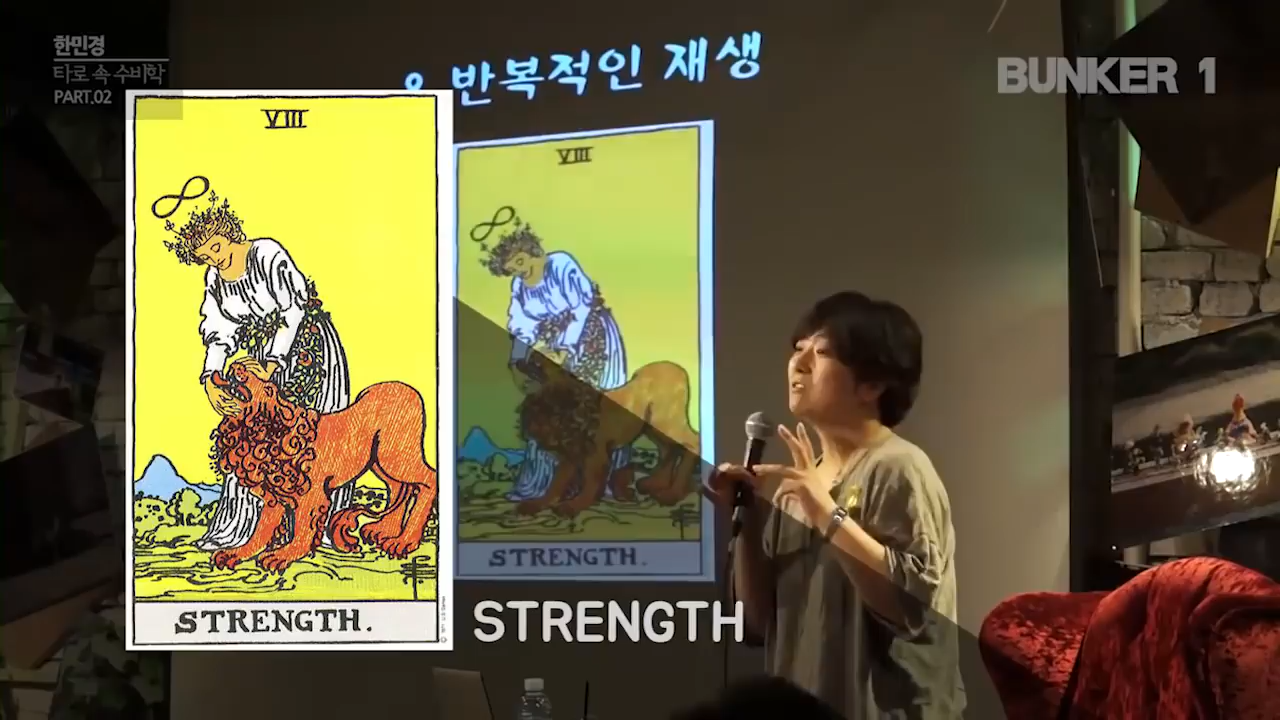 한민경
타로 속 수비학
PART.02
8 반복적인 재생
BUNKER 1
VIII
STRENGTH.
VIII
STRENGTH.
STRENGTH